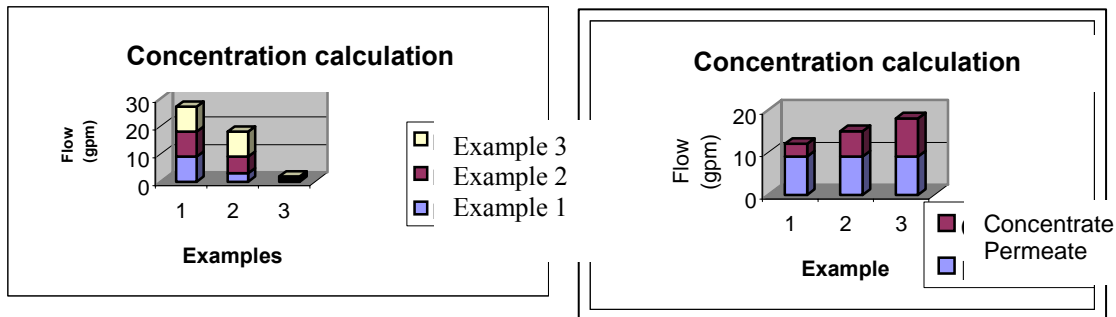 Concentration calculation
30
20
10
0
Flow
(gpm)
1 2 3
Examples
Example 3
Example 2
Example 1
Concentration calculation
20
10
0
Flow
(gpm)
1 2 3
Example
Concentrate
Permeate